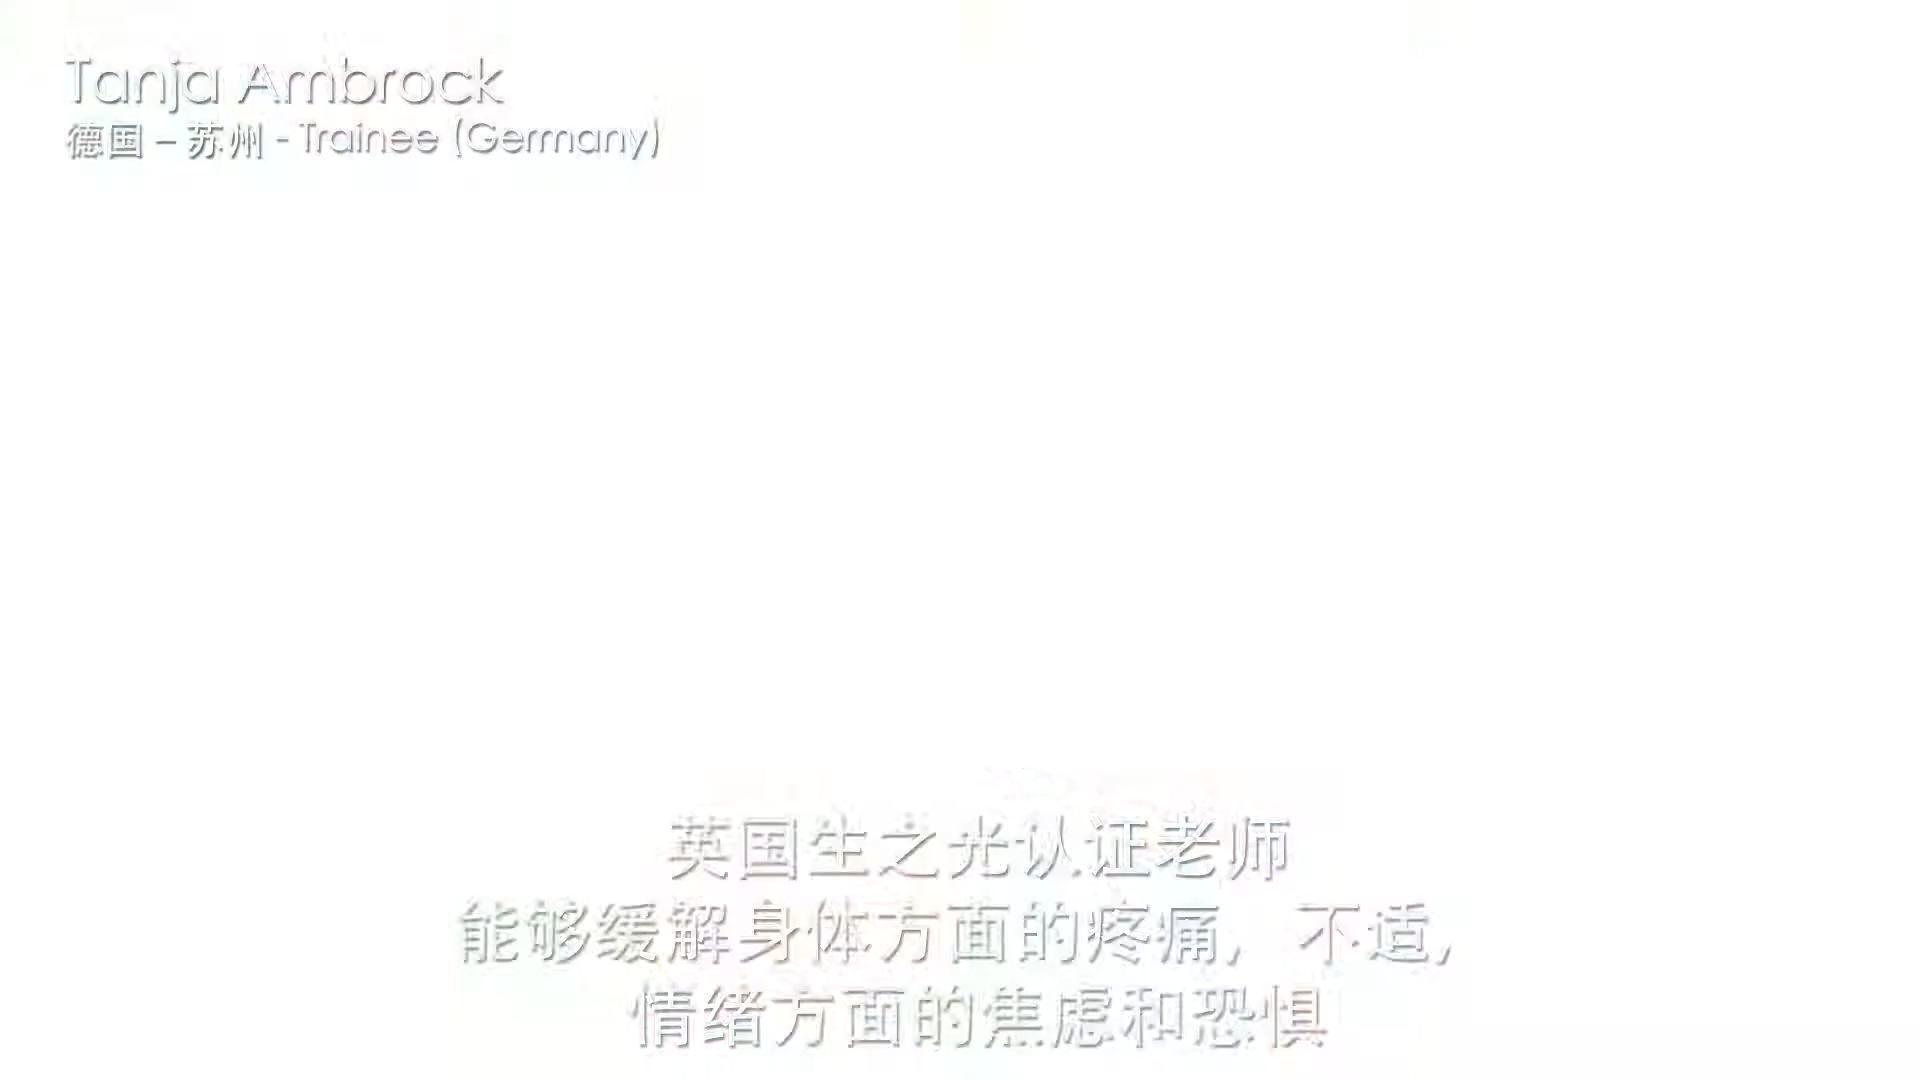 Tanja Ambrock
德国 – 苏州 - Trainee (Germany)
英国生之光认证老师
能够缓解身体方面的疼痛，不适，
情绪方面的焦虑和恐惧